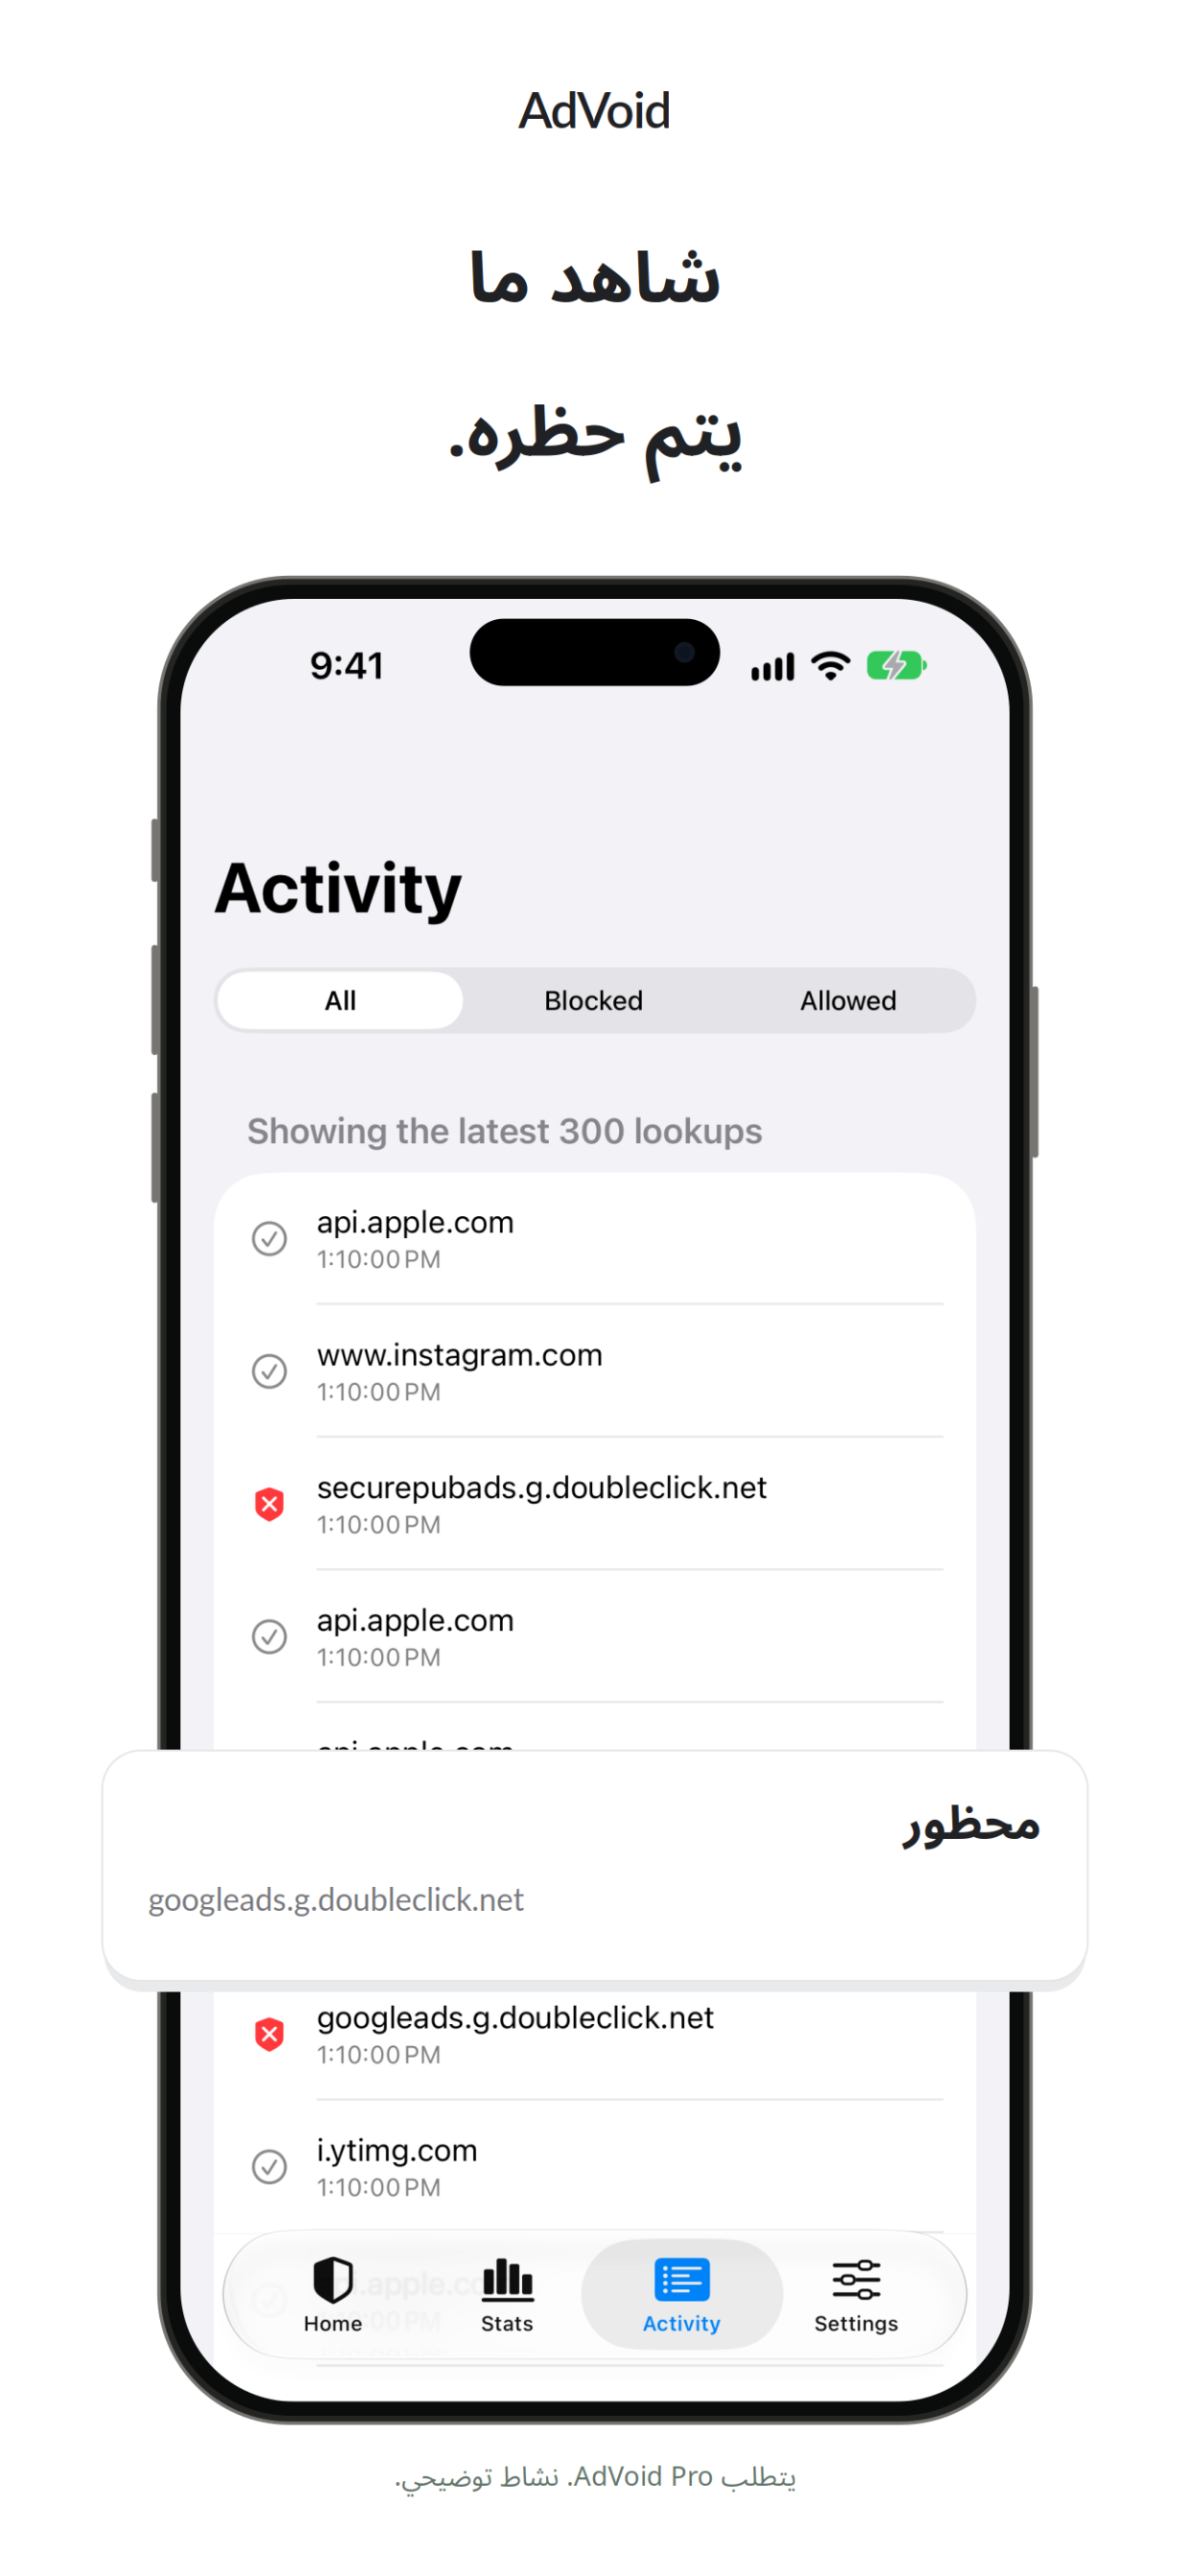 AdVoid
شاهد ما
يتم حظره.
9:41
Activity
All Blocked Allowed
Showing the latest 300 lookups
api.apple.com
1:10:00 PM
www.instagram.com
1:10:00 PM
securepubads.g.doubleclick.net
1:10:00 PM
api.apple.com
1:10:00 PM
api.apple.com
محظور
googleads.g.doubleclick.net
googleads.g.doubleclick.net
1:10:00 PM
i.ytimg.com
1:10:00 PM
Home Stats Activity Settings
يتطلب AdVoid Pro. نشاط توضيحي.